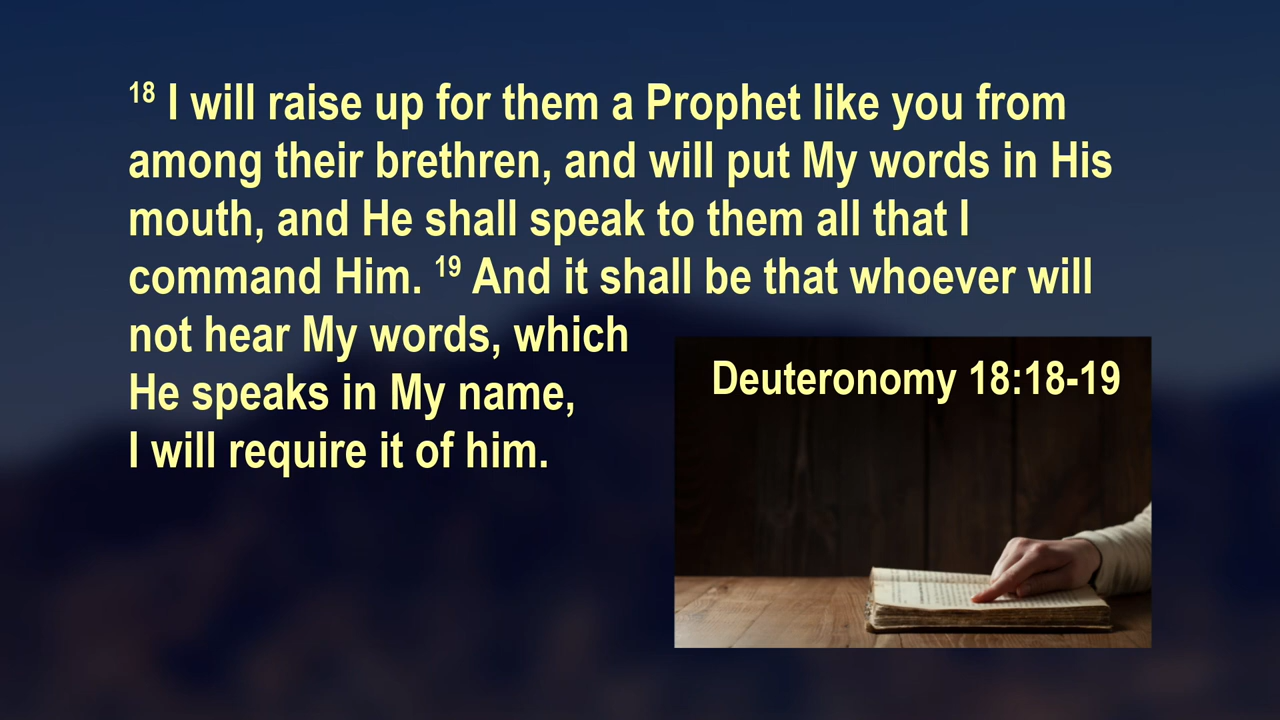 18 I will raise up for them a Prophet like you from
among their brethren, and will put My words in His
mouth, and He shall speak to them all that I
command Him. 19 And it shall be that whoever will
not hear My words, which
He speaks in My name,
I will require it of him.
Deuteronomy 18:18-19